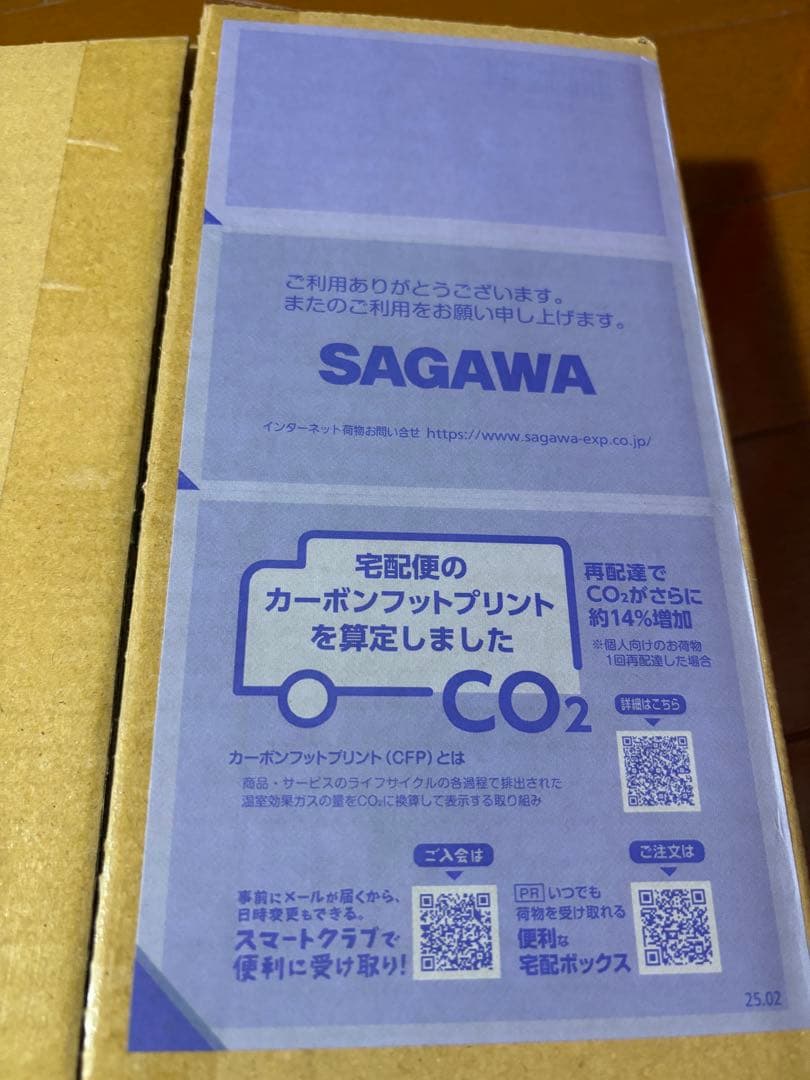 ご利用ありがとうございます。
またのご利用をお願い申し上げます。
SAGAWA
インターネット荷物お問い合せ https://www.sagawa-exp.co.jp/
宅配便の
カーボンフットプリント
を算定しました
CO2
再配達で
CO₂がさらに
約14%増加
※個人向けのお荷物
1回再配達した場合
詳細はこちら
カーボンフットプリント(CFP)とは
商品・サービスのライフサイクルの各過程で排出された
温室効果ガスの量をCO₂に換算して表示する取り組み
ご入会は
事前にメールが届くから、
日時変更もできる。
スマートクラブで
便利に受け取り!
ご注文は
PR いつでも
荷物を受け取れる
便利な
宅配ボックス
25.02